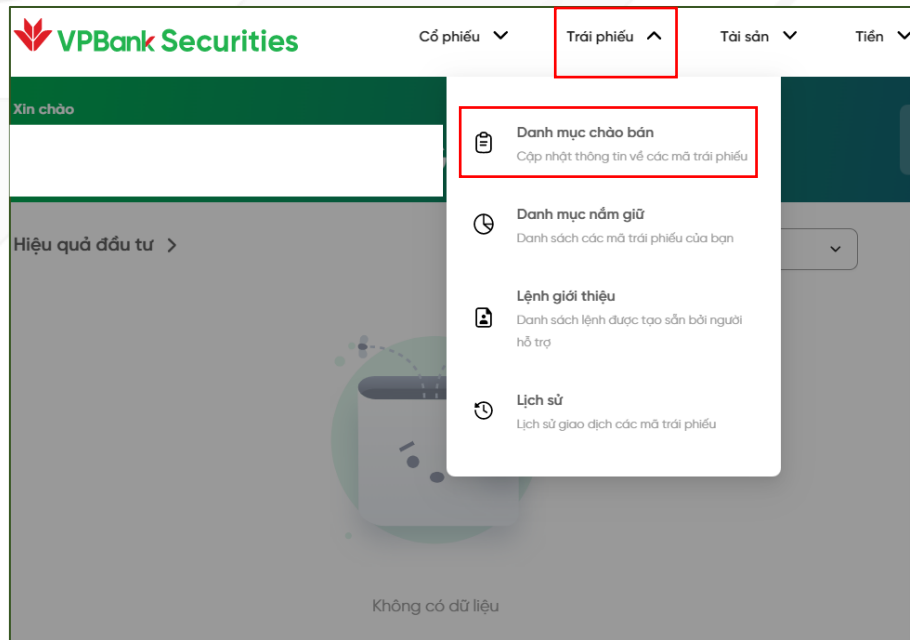 VPBank Securities
Cổ phiếu
Trái phiếu
Tài sản
Tiền
Xin chào
Danh mục chào bán
Cập nhật thông tin về các mã trái phiếu
Danh mục nắm giữ
Danh sách các mã trái phiếu của bạn
Hiệu quả đầu tư
Lệnh giới thiệu
Danh sách lệnh được tạo sẵn bởi người
hỗ trợ
Lịch sử
Lịch sử giao dịch các mã trái phiếu
Không có dữ liệu